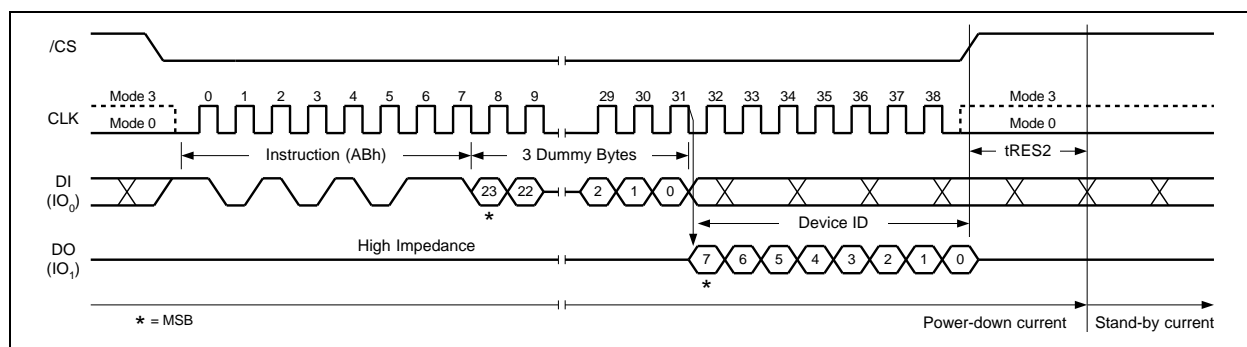 /CS
Mode 3 0 1 2 3 4 5 6 7 8 9 29 30 31 32 33 34 35 36 37 38 Mode 3
CLK Mode 0 Mode 0
Instruction (ABh) 3 Dummy Bytes tRES2
DI
(IO0) 23 22 2 1 0
* Device ID
DO High Impedance
(IO1) 7 6 5 4 3 2 1 0
*
* = MSB Power-down current Stand-by current